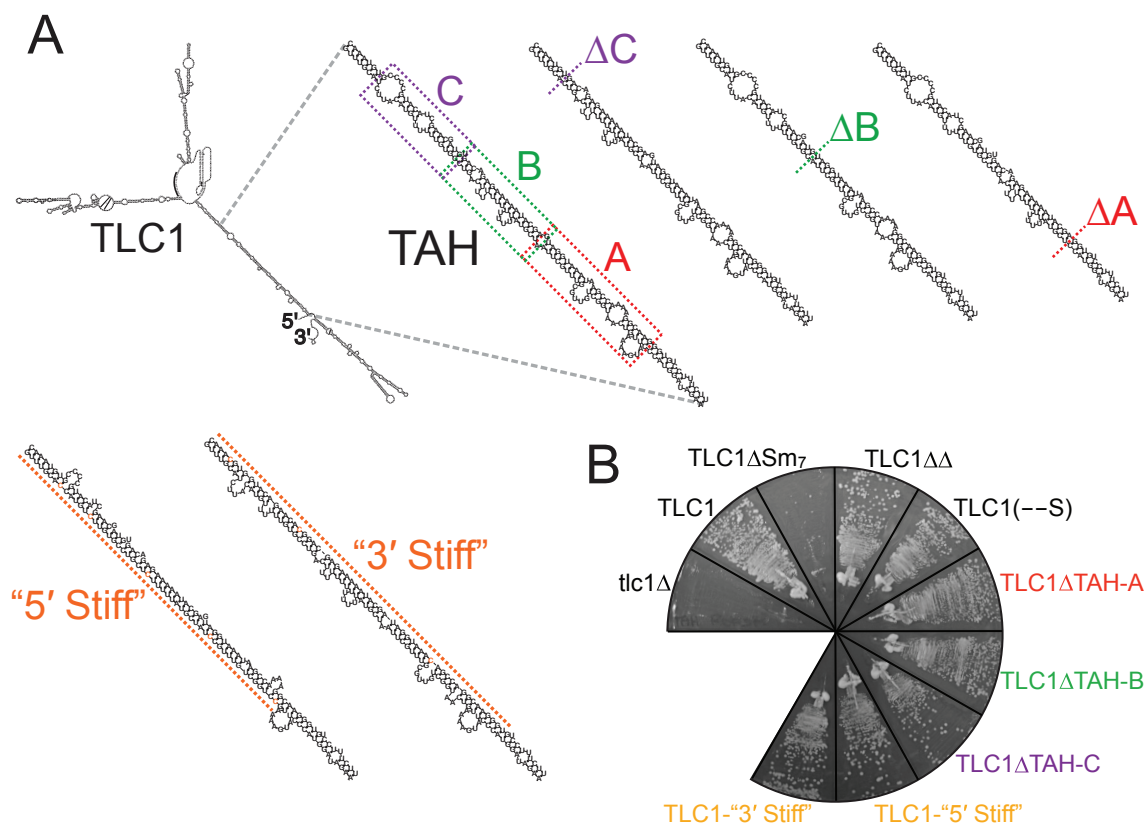 A
C
ΔC
ΔB
B
TLC1
TAH
A
ΔA
5'
3'
"5′ Stiff"
"3′ Stiff"
B
TLC1ΔSm₇
TLC1ΔΔ
TLC1
TLC1(––S)
tlc1Δ
TLC1ΔTAH-A
TLC1ΔTAH-B
TLC1ΔTAH-C
TLC1-"3′ Stiff"
TLC1-"5′ Stiff"